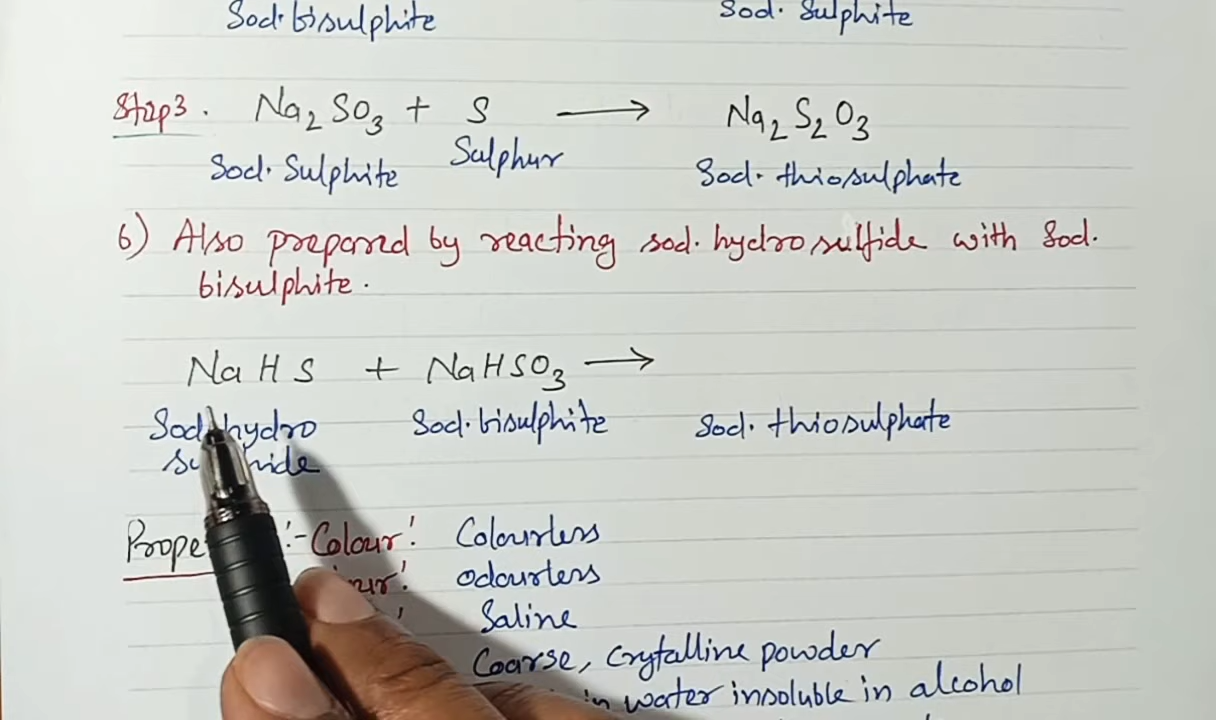 Sod. bisulphite Sod. Sulphite
Step3. Na2SO3 + S ⟶ Na2S2O3
Sod. Sulphite Sulphur Sod. thiosulphate
6) Also prepared by reacting sod. hydrosulfide with Sod.
bisulphite.
NaHS + NaHSO3 ⟶
Sod. hydro Sod. bisulphite Sod. thiosulphate
:- Colour: Colourless
Odourless
Saline
Coarse, crytalline powder
in water insoluble in alcohol